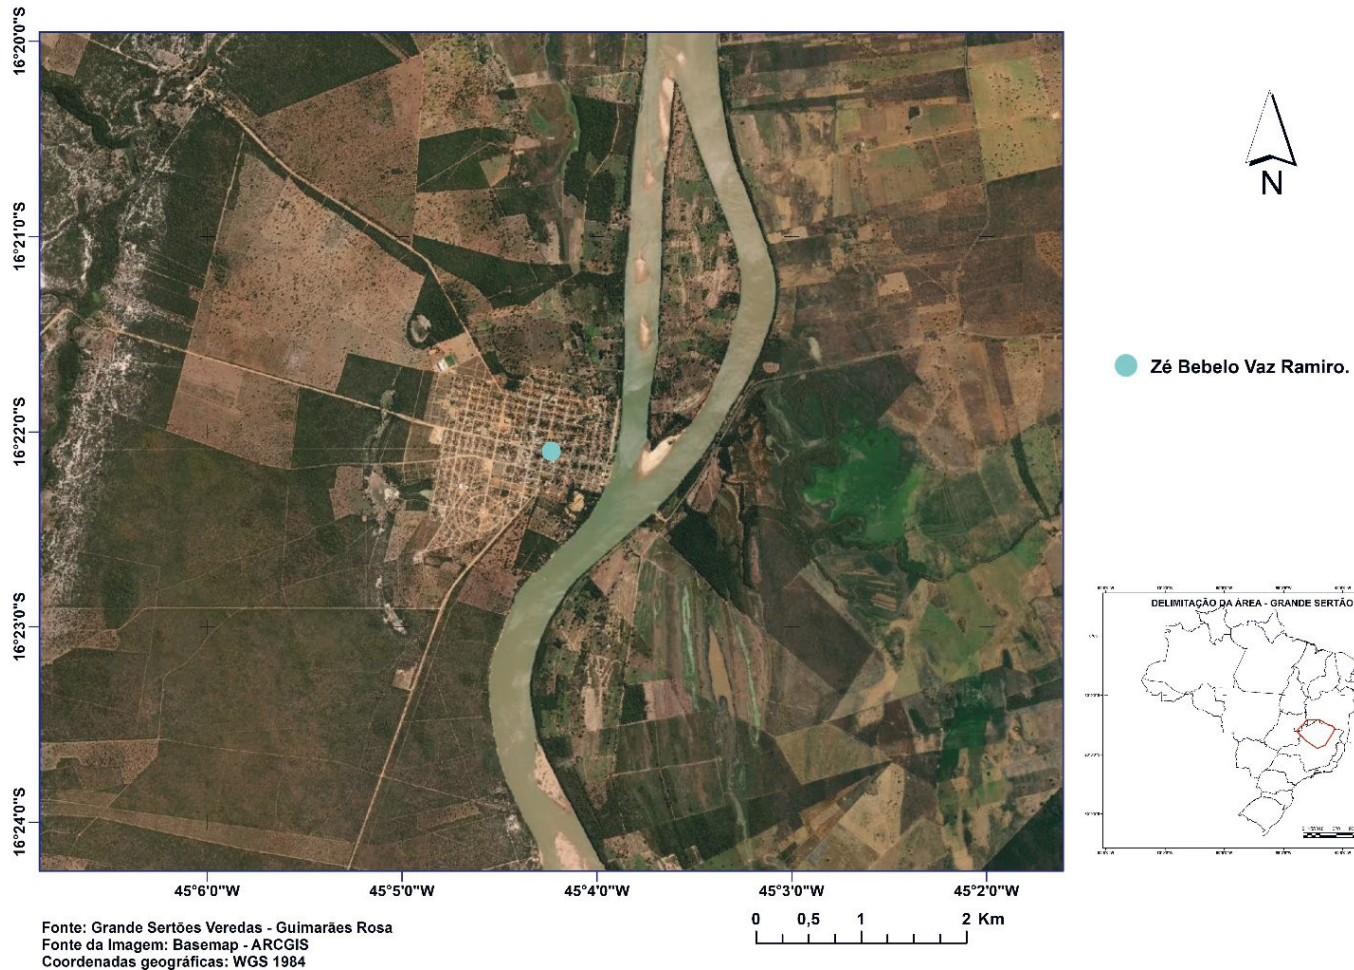 16°20'0"S
16°21'0"S
16°22'0"S
16°23'0"S
16°24'0"S
45°6'0"W
45°5'0"W
45°4'0"W
45°3'0"W
45°2'0"W
N
Zé Bebelo Vaz Ramiro.
DELIMITAÇÃO DA ÁREA - GRANDE SERTÃO
0 0,5 1 2 Km
Fonte: Grande Sertões Veredas - Guimarães Rosa
Fonte da Imagem: Basemap - ARCGIS
Coordenadas geográficas: WGS 1984